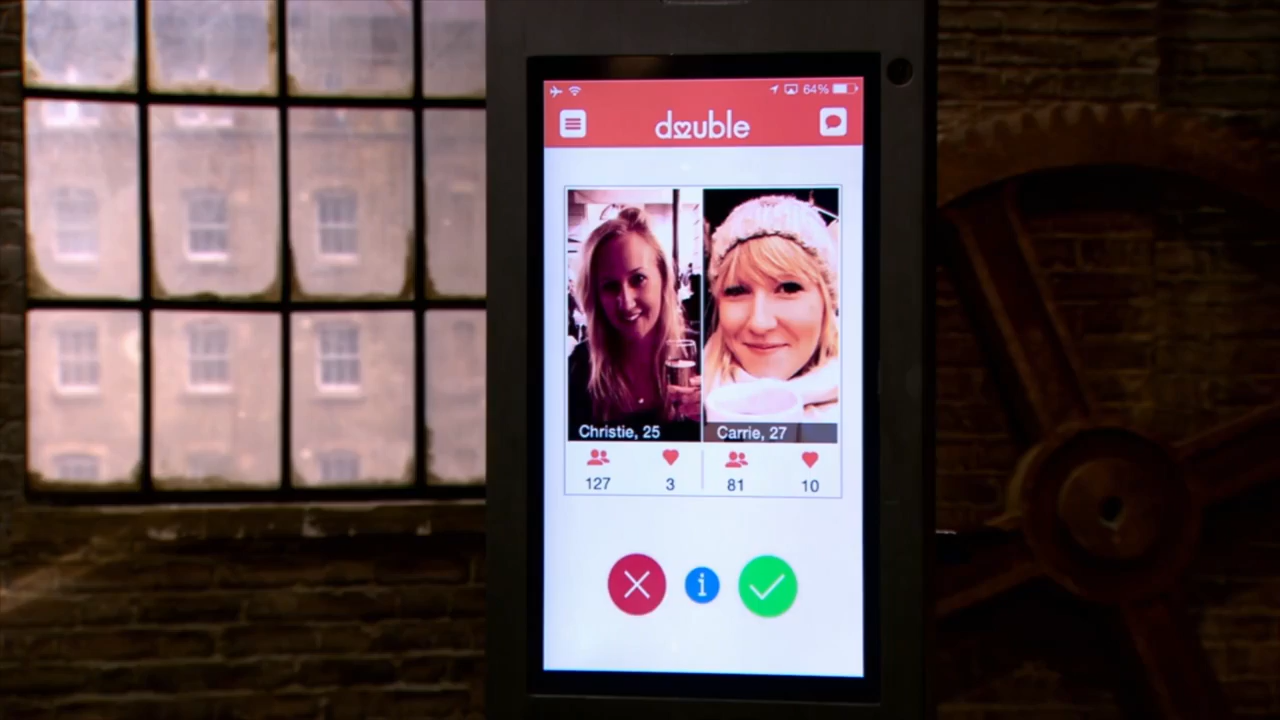 64%
double
Christie, 25
Carrie, 27
127 3 81 10
i